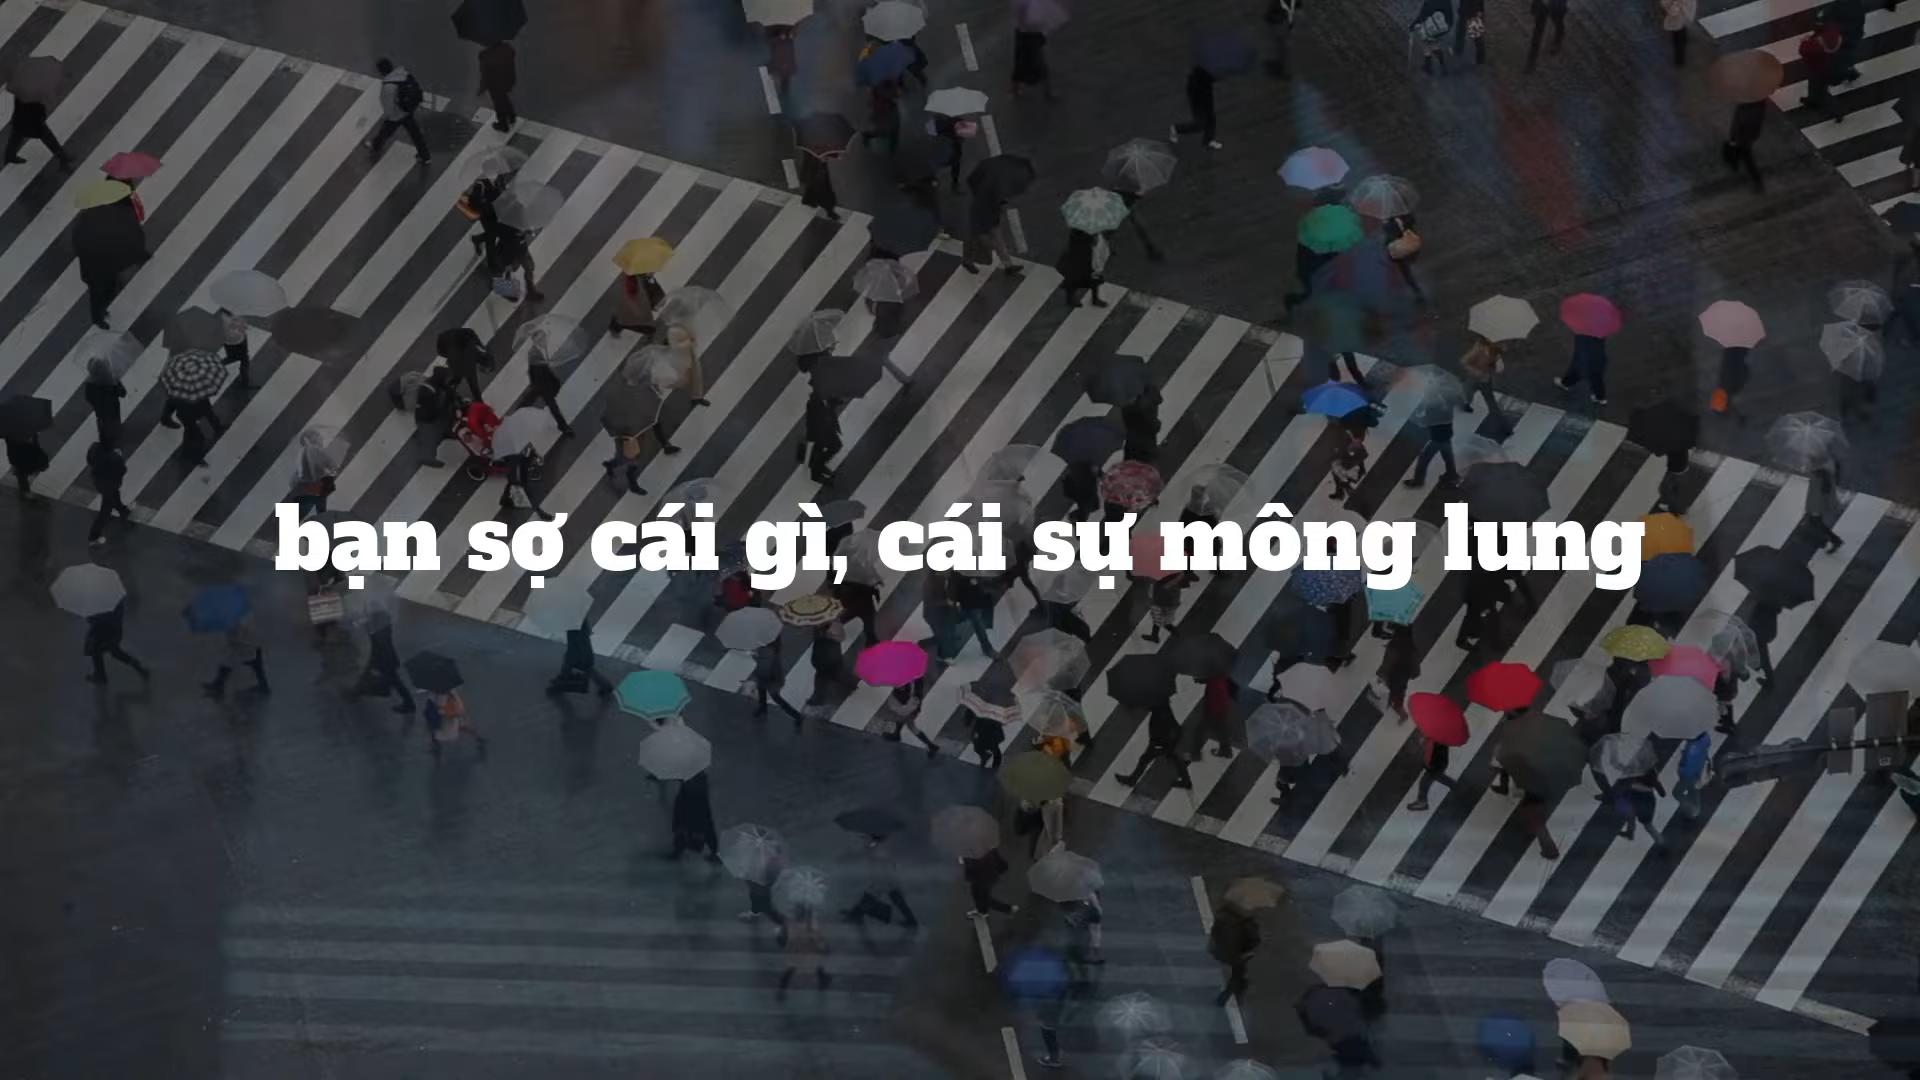 bạn sợ cái gì, cái sự mông lung